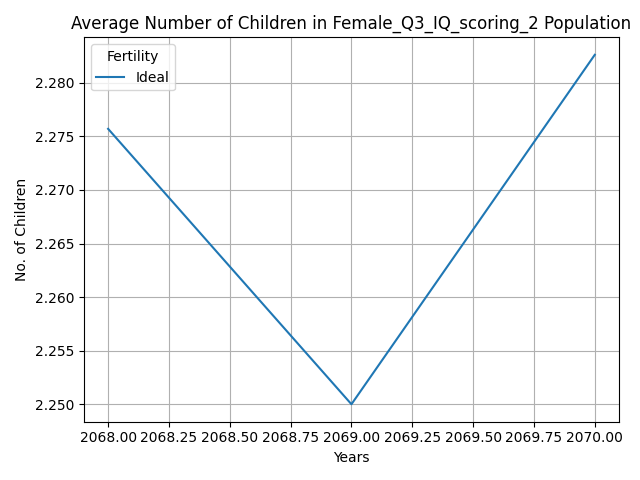 Average Number of Children in Female_Q3_IQ_scoring_2 Population
Fertility
Ideal
2.280
2.275
2.270
2.265
2.260
2.255
2.250
No. of Children
2068.00 2068.25 2068.50 2068.75 2069.00 2069.25 2069.50 2069.75 2070.00
Years